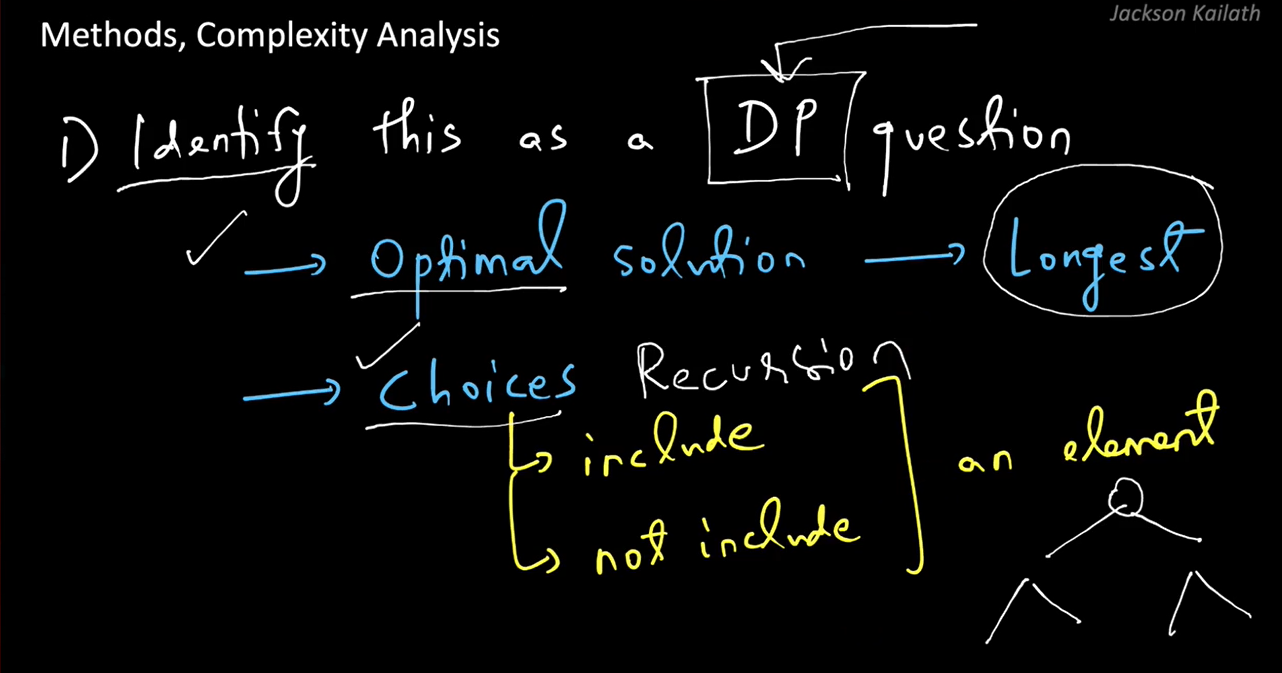 Jackson Kailath
Methods, Complexity Analysis
1) Identify this as a DP question
Optimal solution → Longest
Choices Recursion
include
an element
not include